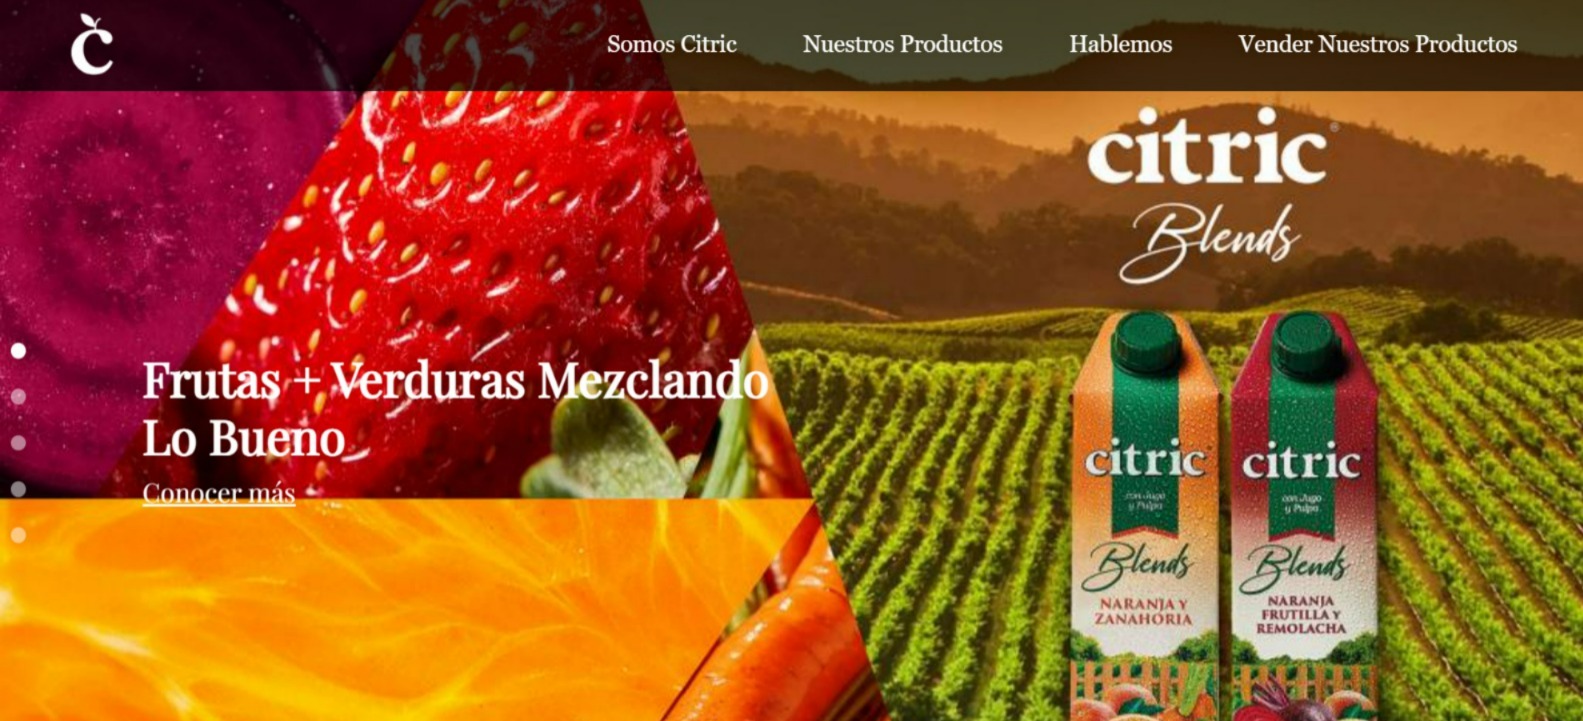 Somos Citric
Nuestros Productos
Hablemos
Vender Nuestros Productos
citric®
Blends
Frutas + Verduras Mezclando
Lo Bueno
Conocer más
citric
con Jugo
y Pulpa
Blends
NARANJA Y
ZANAHORIA
citric
con Jugo
y Pulpa
Blends
NARANJA
FRUTILLA Y
REMOLACHA